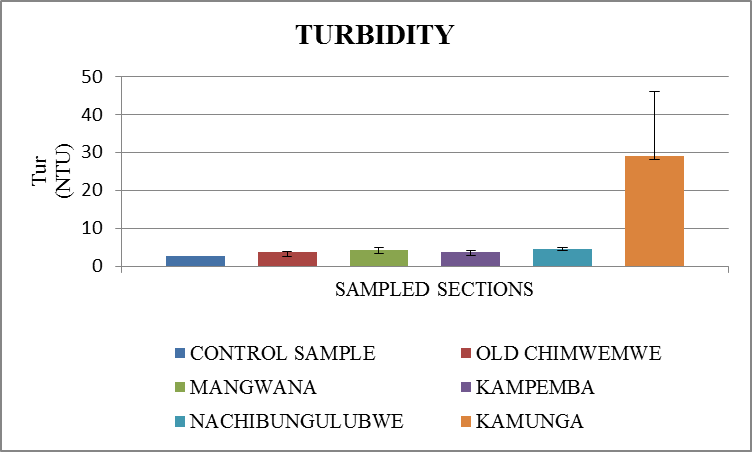 TURBIDITY
Tur
(NTU)
50
40
30
20
10
0
SAMPLED SECTIONS
CONTROL SAMPLE
OLD CHIMWEMWE
MANGWANA
KAMPEMBA
NACHIBUNGULUBWE
KAMUNGA